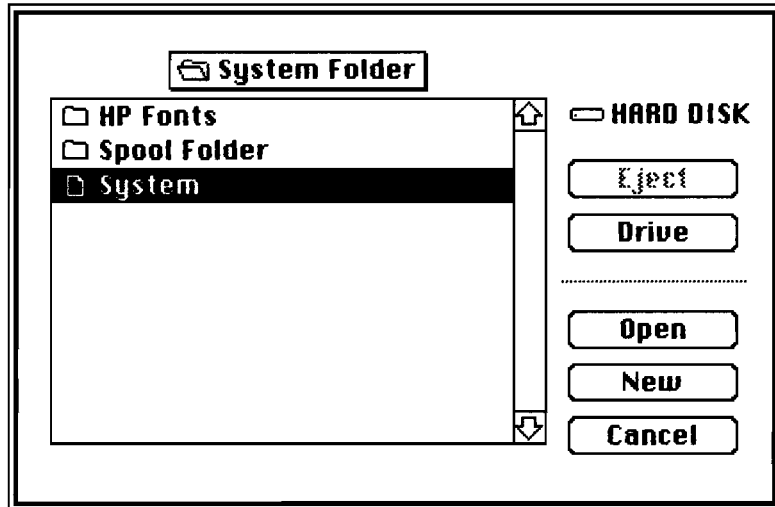 System Folder
HP Fonts
Spool Folder
System
HARD DISK
Eject
Drive
Open
New
Cancel